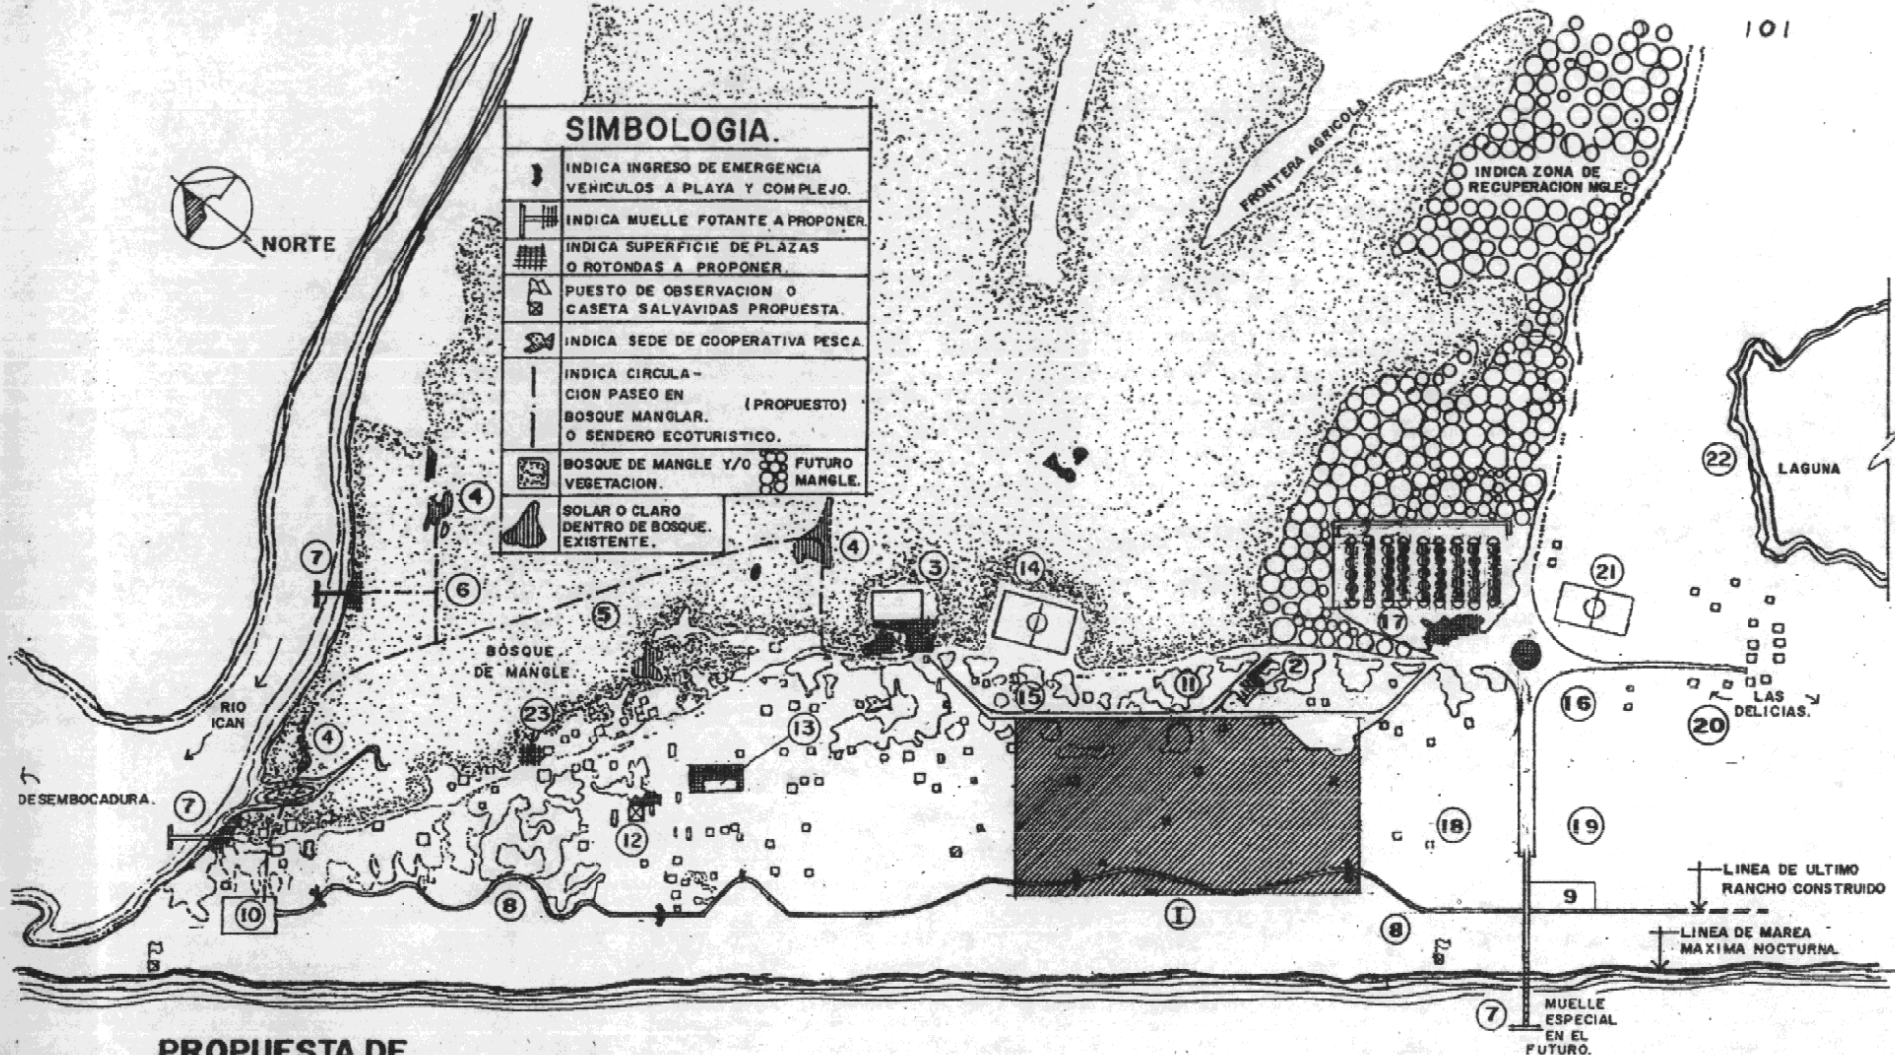 101
SIMBOLOGIA.
INDICA INGRESO DE EMERGENCIA
VEHICULOS A PLAYA Y COMPLEJO.
INDICA MUELLE FOTANTE A PROPONER.
INDICA SUPERFICIE DE PLAZAS
O ROTONDAS A PROPONER.
PUESTO DE OBSERVACION O
CASETA SALVAVIDAS PROPUESTA.
INDICA SEDE DE COOPERATIVA PESCA.
INDICA CIRCULA-
CION PASEO EN
BOSQUE MANGLAR.
(PROPUESTO)
O SENDERO ECOTURISTICO.
BOSQUE DE MANGLE Y/O
VEGETACION.
FUTURO
MANGLE.
SOLAR O CLARO
DENTRO DE BOSQUE.
EXISTENTE.
NORTE
FRONTERA AGRICOLA
INDICA ZONA DE
RECUPERACION MGLE.
22
LAGUNA
4
7
6
5
4
3
14
21
17
BOSQUE
DE MANGLE
RIO
ICAN
4
23
13
15
11
2
16
20
LAS
DELICIAS.
DESEMBOCADURA.
7
12
18
19
10
8
I
8
9
LINEA DE ULTIMO
RANCHO CONSTRUIDO
LINEA DE MAREA
MAXIMA NOCTURNA.
7
MUELLE
ESPECIAL
EN EL
FUTURO.
PROPUESTA DE